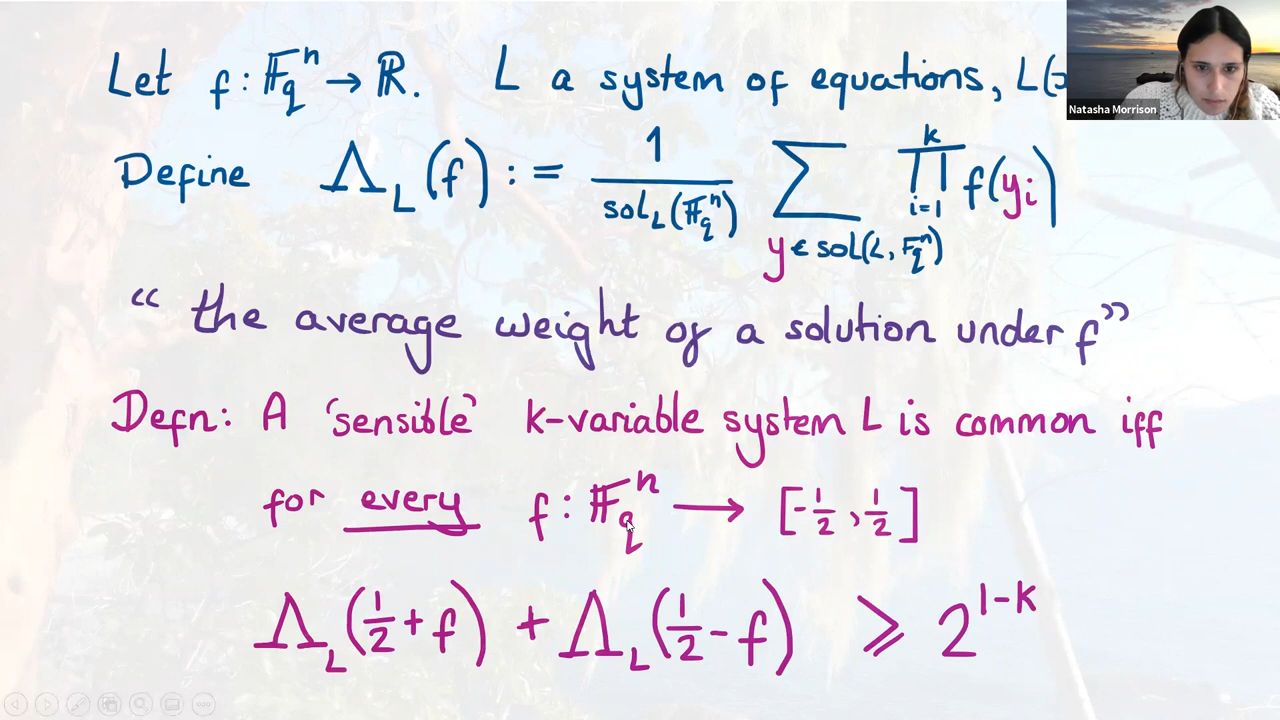 Let f : 𝔽_q^n → ℝ. L a system of equations, L(
Natasha Morrison
Define Λ_L(f) := 1/sol_L(𝔽_q^n) ∑_{y ∈ sol(L, 𝔽_q^n)} ∏_{i=1}^k f(y_i)
“ the average weight of a solution under f”
Defn: A ‘sensible’ k-variable system L is common iff
for every f : 𝔽_q^n → [-1/2, 1/2]
Λ_L(1/2 + f) + Λ_L(1/2 - f) ≥ 2^{1-k}